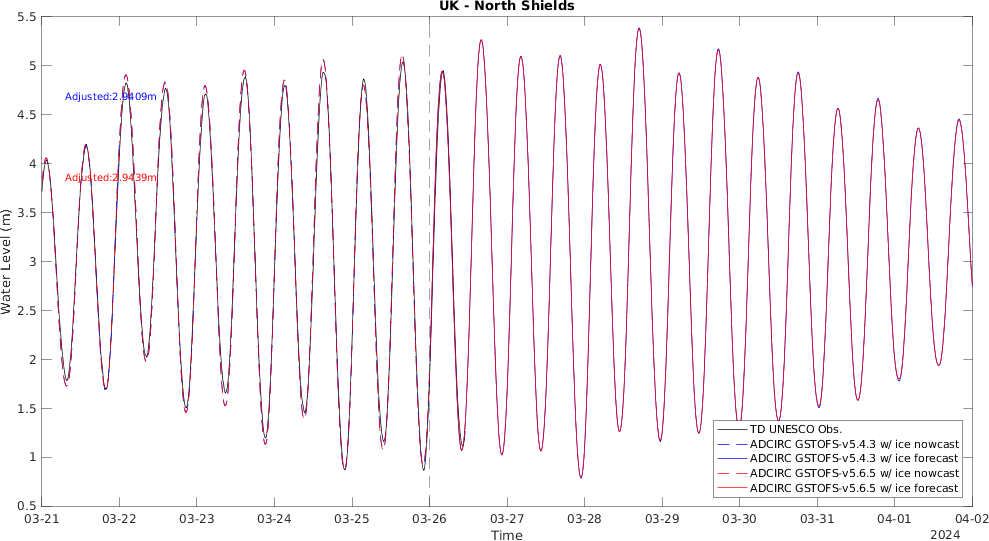 UK - North Shields
5.5
5
4.5
4
3.5
3
2.5
2
1.5
1
0.5
Water Level (m)
Adjusted:2.9409m
Adjusted:2.9439m
TD UNESCO Obs.
ADCIRC GSTOFS-v5.4.3 w/ ice nowcast
ADCIRC GSTOFS-v5.4.3 w/ ice forecast
ADCIRC GSTOFS-v5.6.5 w/ ice nowcast
ADCIRC GSTOFS-v5.6.5 w/ ice forecast
03-21 03-22 03-23 03-24 03-25 03-26 03-27 03-28 03-29 03-30 03-31 04-01 04-02
Time
2024